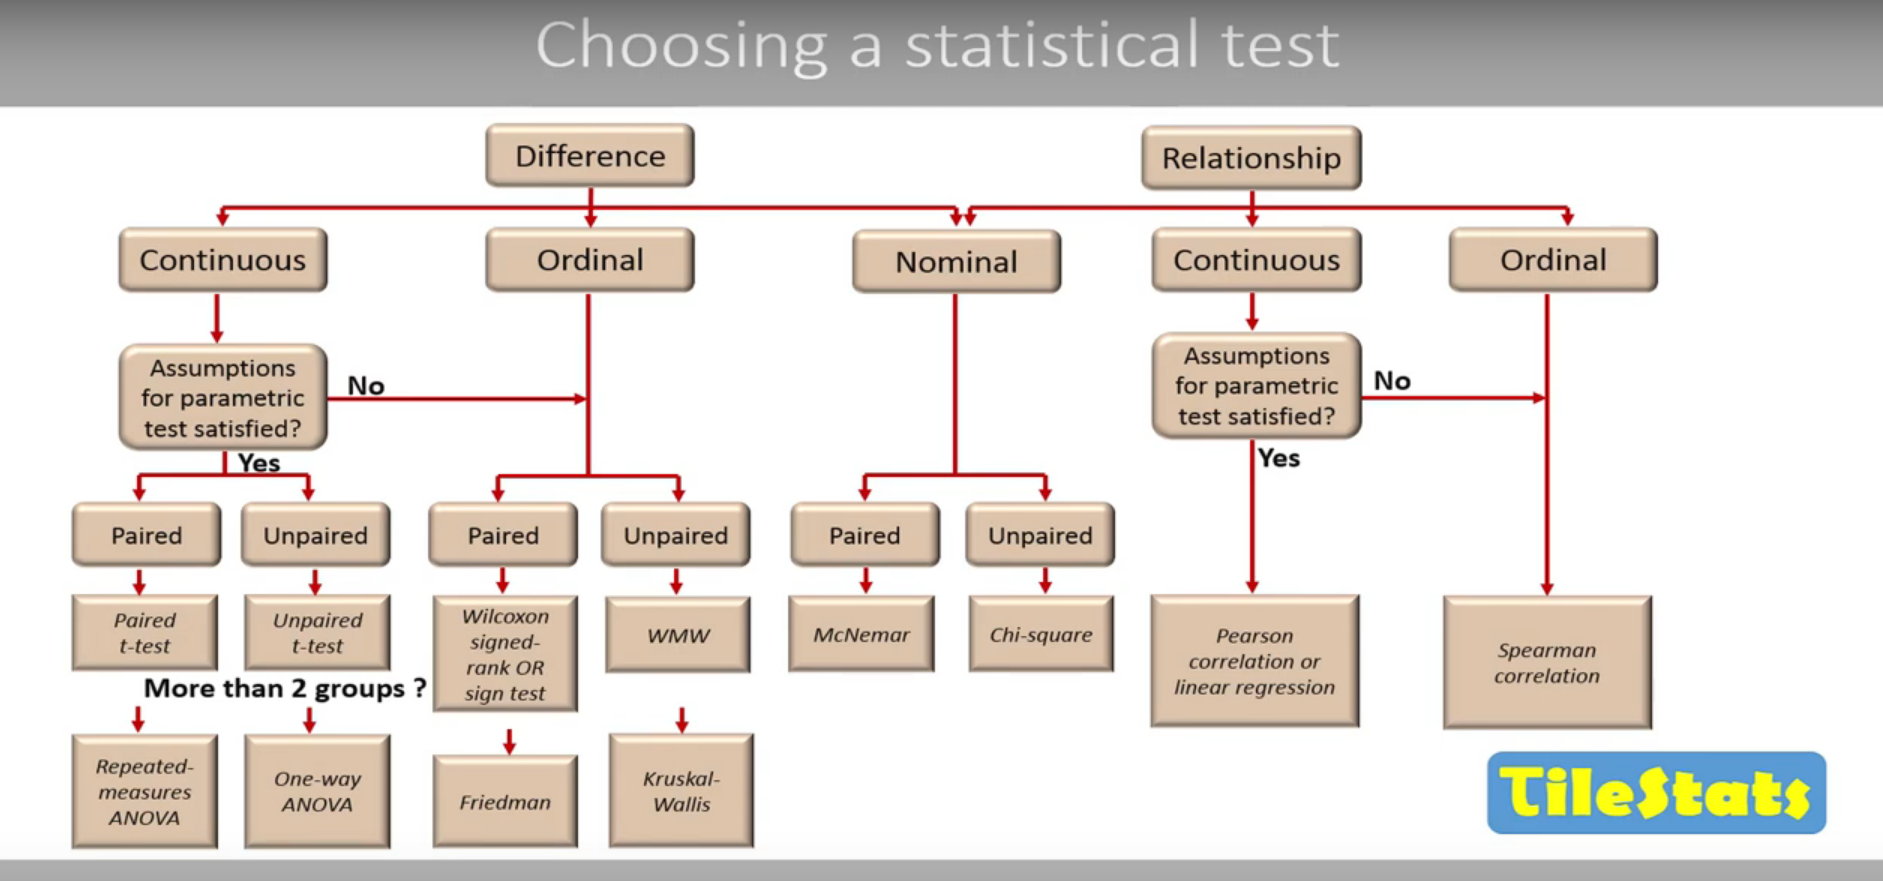 Choosing a statistical test
Difference
Relationship
Continuous
Ordinal
Nominal
Continuous
Ordinal
Assumptions
for parametric
test satisfied?
No
Yes
Assumptions
for parametric
test satisfied?
No
Yes
Paired
Unpaired
Paired
Unpaired
Paired
Unpaired
Paired
t-test
Unpaired
t-test
Wilcoxon
signed-
rank OR
sign test
WMW
McNemar
Chi-square
Pearson
correlation or
linear regression
Spearman
correlation
More than 2 groups ?
Repeated-
measures
ANOVA
One-way
ANOVA
Friedman
Kruskal-
Wallis
TileStats